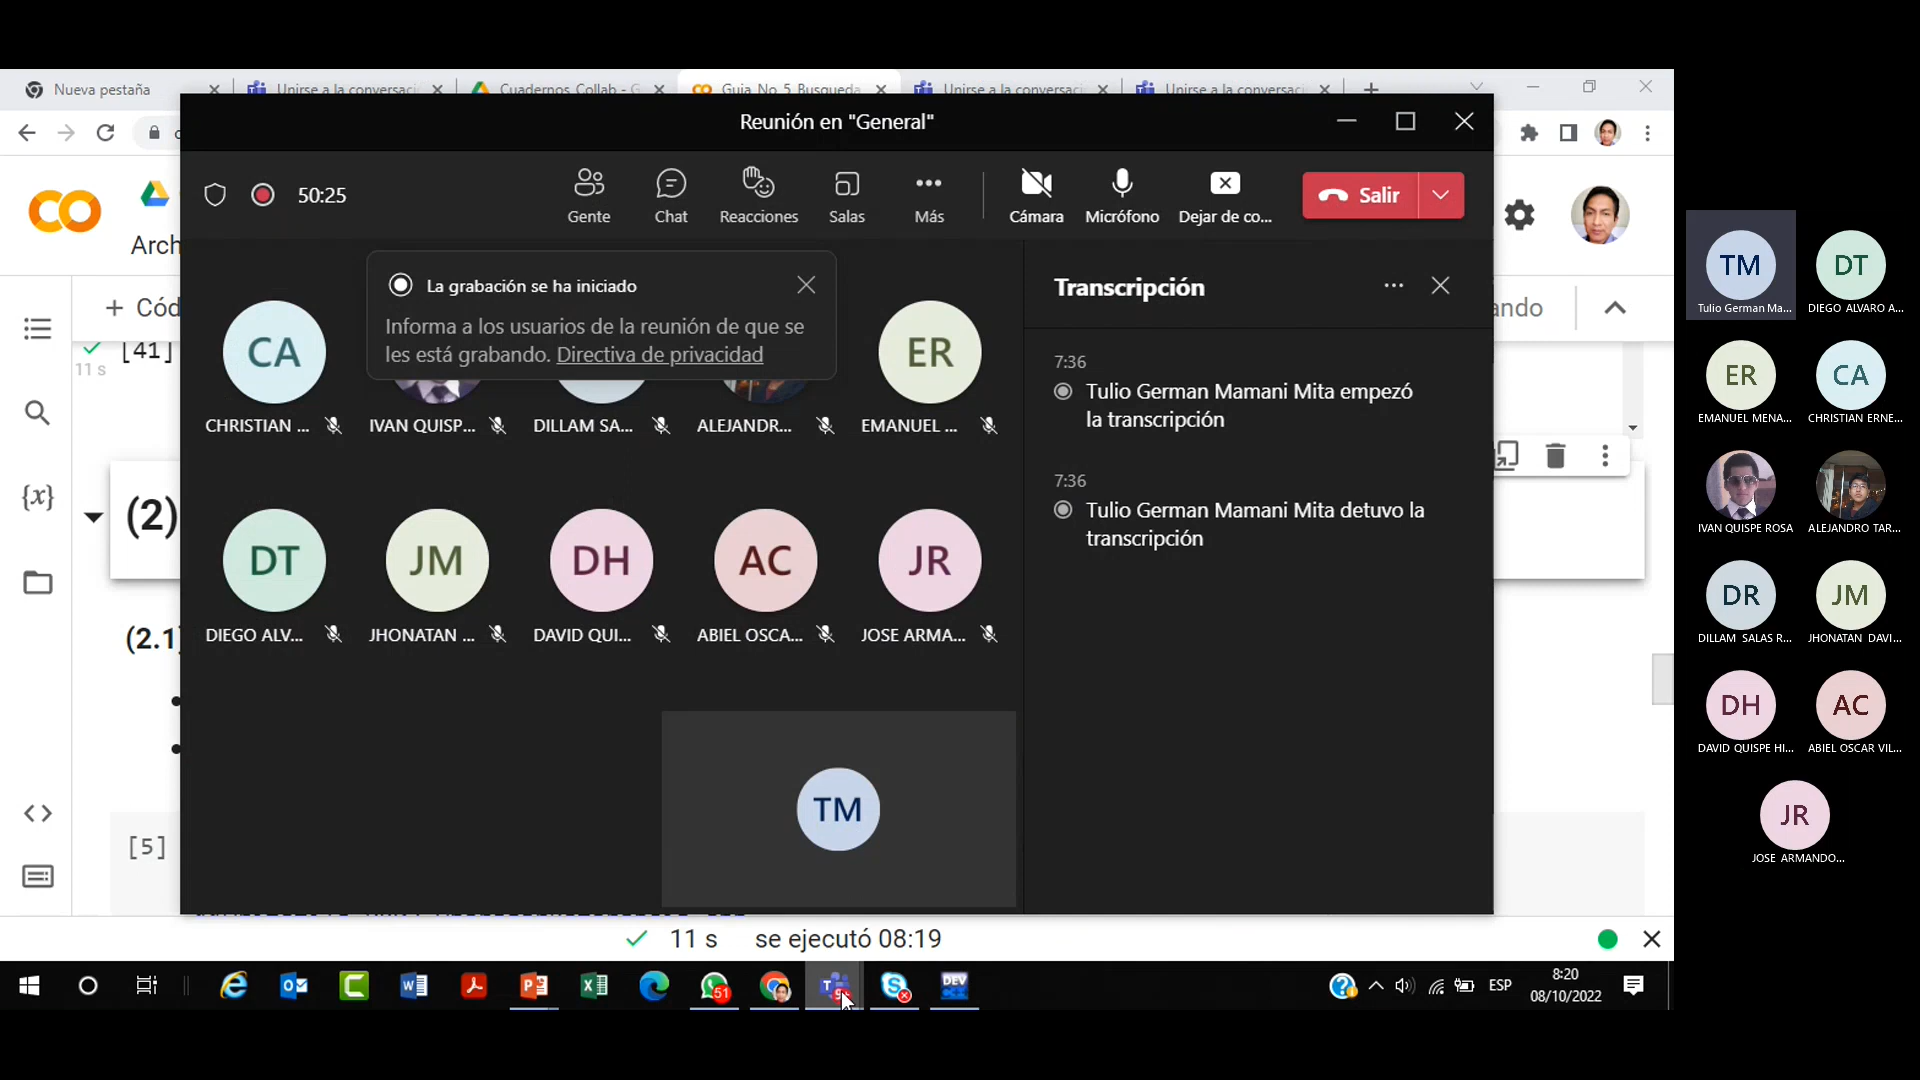 Nueva pestaña
Unirse a la conversaci
Cuadernos Collab - G
Guia_No_5_Busqueda
Unirse a la conversaci
Unirse a la conversaci
Reunión en "General"
50:25
Gente
Chat
Reacciones
Salas
Más
Cámara
Micrófono
Dejar de co...
Salir
Arch
+ Cód
ando
La grabación se ha iniciado
Informa a los usuarios de la reunión de que se
les está grabando. Directiva de privacidad
Transcripción
7:36
Tulio German Mamani Mita empezó
la transcripción
7:36
Tulio German Mamani Mita detuvo la
transcripción
[41]
11 s
CA
ER
CHRISTIAN ...
IVAN QUISP...
DILLAM SA...
ALEJANDR...
EMANUEL ...
(2)
DT
JM
DH
AC
JR
DIEGO ALV...
JHONATAN ...
DAVID QUI...
ABIEL OSCA...
JOSE ARMA...
(2.1)
{x}
TM
[5]
11 s se ejecutó 08:19
51
DEV
ESP
8:20
08/10/2022
TM
Tulio German Ma...
DT
DIEGO ALVARO A...
ER
EMANUEL MENA...
CA
CHRISTIAN ERNE...
IVAN QUISPE ROSA
ALEJANDRO TAR...
DR
DILLAM SALAS R...
JM
JHONATAN DAVI...
DH
DAVID QUISPE HI...
AC
ABIEL OSCAR VIL...
JR
JOSE ARMANDO...